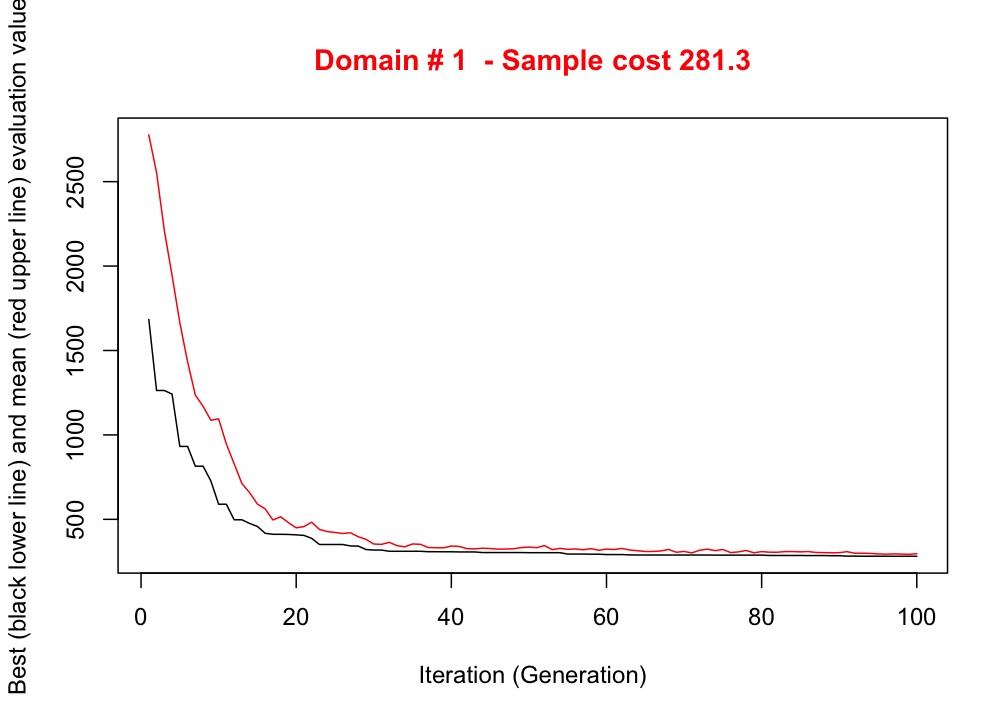 Domain # 1  - Sample cost 281.3
Best (black lower line) and mean (red upper line) evaluation value
2500
2000
1500
1000
500
0 20 40 60 80 100
Iteration (Generation)